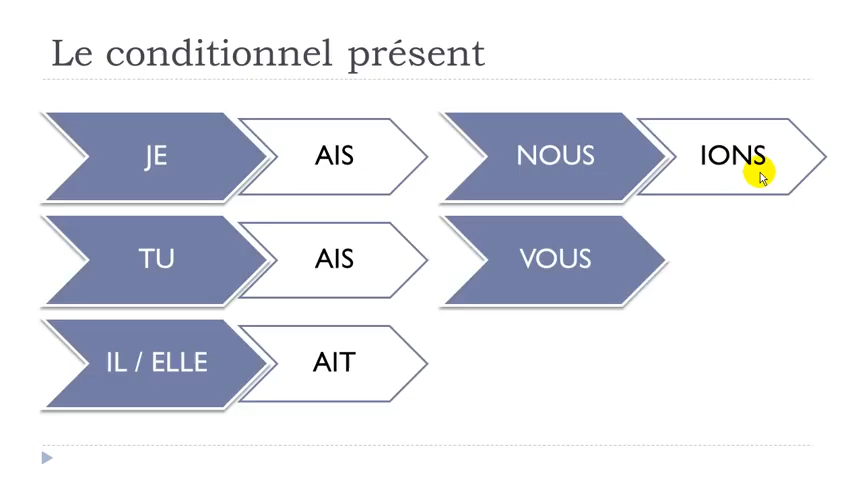 Le conditionnel présent
JE AIS NOUS IONS
TU AIS VOUS
IL / ELLE AIT